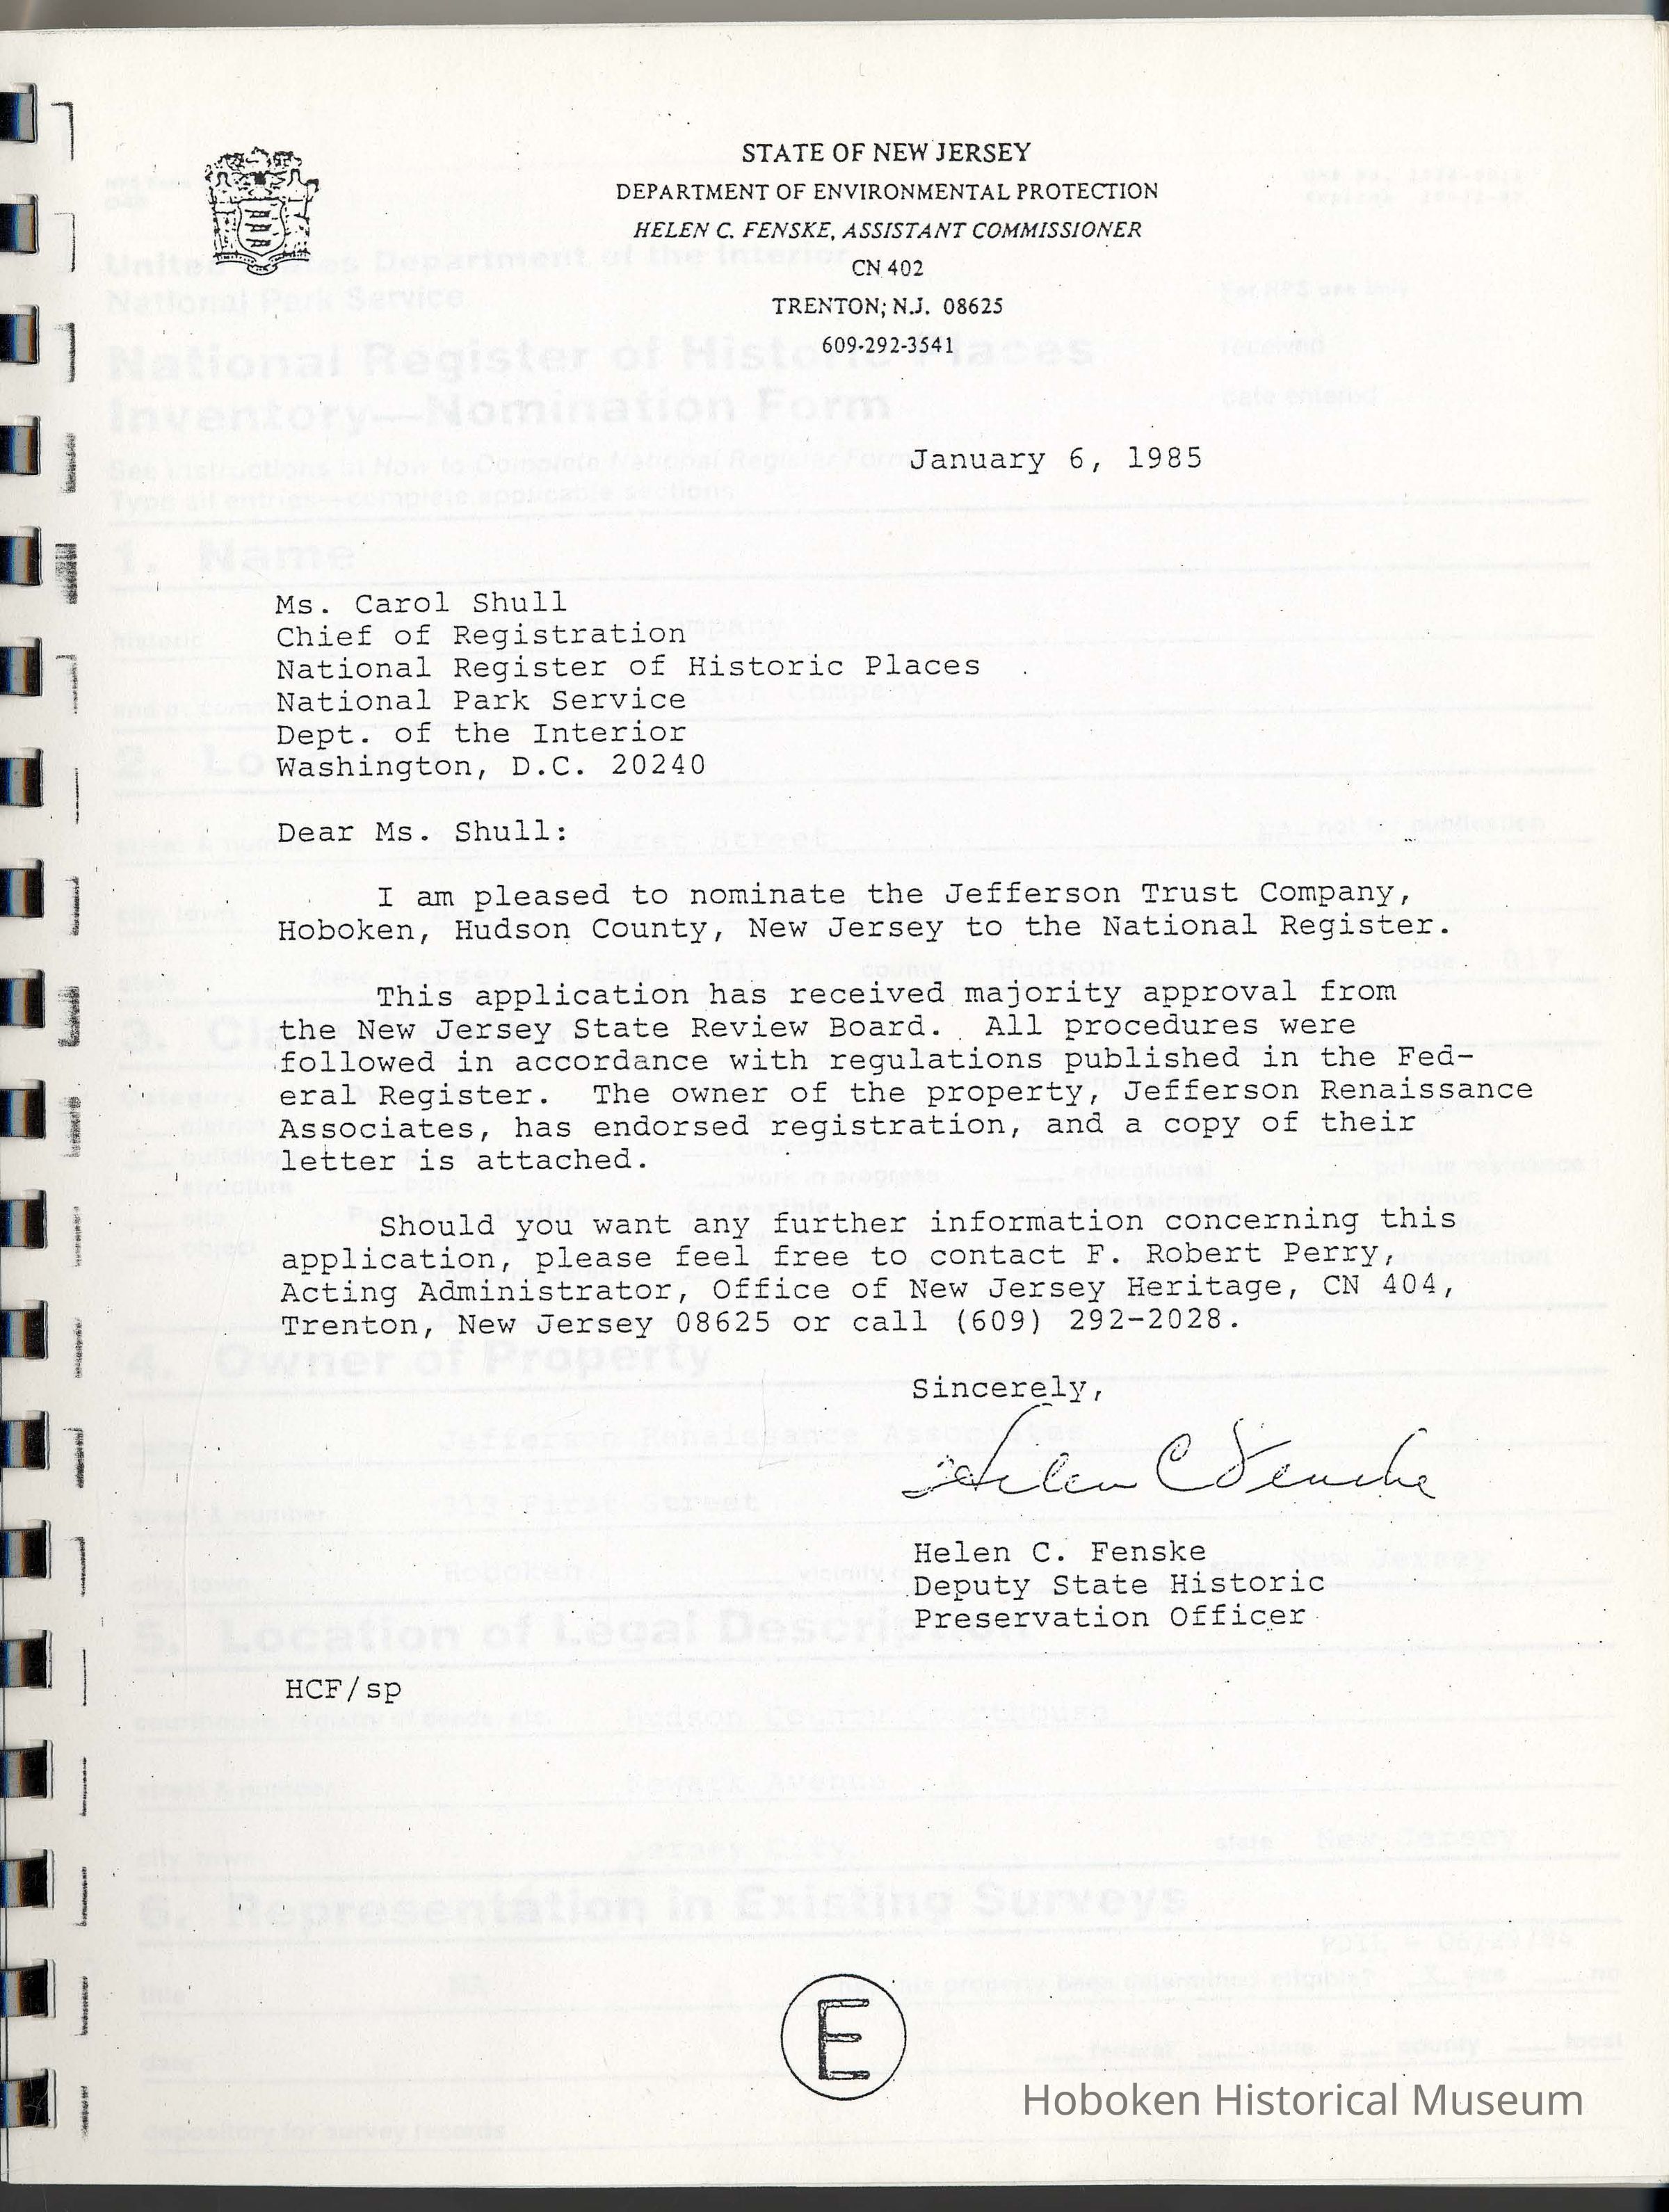 STATE OF NEW JERSEY
DEPARTMENT OF ENVIRONMENTAL PROTECTION
HELEN C. FENSKE, ASSISTANT COMMISSIONER
CN 402
TRENTON; N.J. 08625
609-292-3541
January 6, 1985
Ms. Carol Shull
Chief of Registration
National Register of Historic Places
National Park Service
Dept. of the Interior
Washington, D.C. 20240
Dear Ms. Shull:
I am pleased to nominate the Jefferson Trust Company,
Hoboken, Hudson County, New Jersey to the National Register.
This application has received majority approval from
the New Jersey State Review Board. All procedures were
followed in accordance with regulations published in the Fed-
eral Register. The owner of the property, Jefferson Renaissance
Associates, has endorsed registration, and a copy of their
letter is attached.
Should you want any further information concerning this
application, please feel free to contact F. Robert Perry,
Acting Administrator, Office of New Jersey Heritage, CN 404,
Trenton, New Jersey 08625 or call (609) 292-2028.
Sincerely,
Helen C Fenske
Helen C. Fenske
Deputy State Historic
Preservation Officer
HCF/sp
E
Hoboken Historical Museum